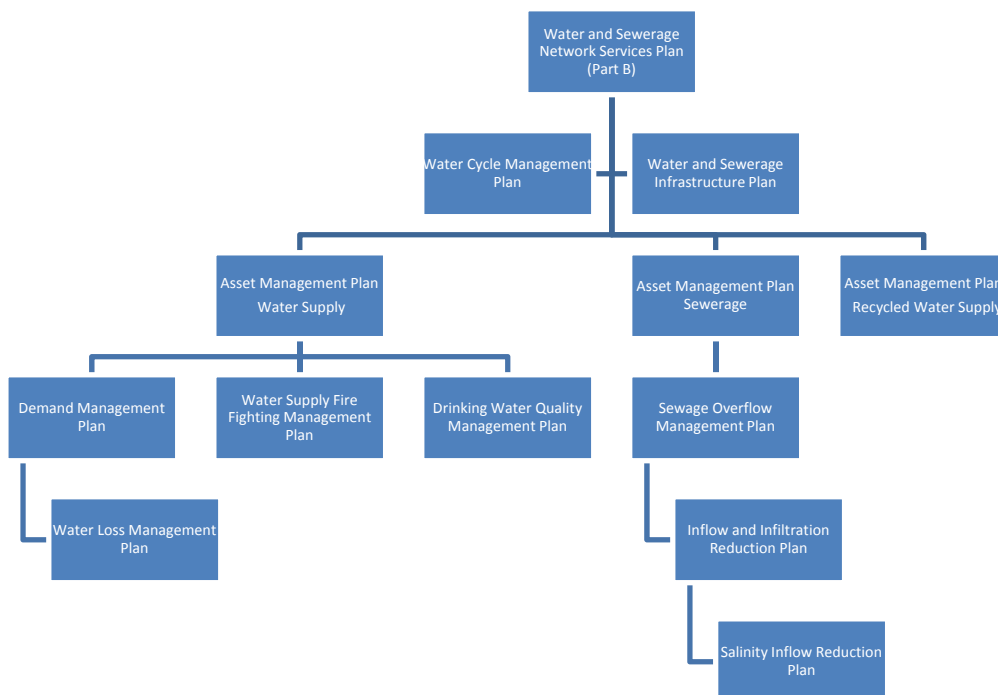 Water and Sewerage
Network Services Plan
(Part B)
Water Cycle Management
Plan
Water and Sewerage
Infrastructure Plan
Asset Management Plan
Water Supply
Asset Management Plan
Sewerage
Asset Management Plan
Recycled Water Supply
Demand Management
Plan
Water Supply Fire
Fighting Management
Plan
Drinking Water Quality
Management Plan
Sewage Overflow
Management Plan
Water Loss Management
Plan
Inflow and Infiltration
Reduction Plan
Salinity Inflow Reduction
Plan